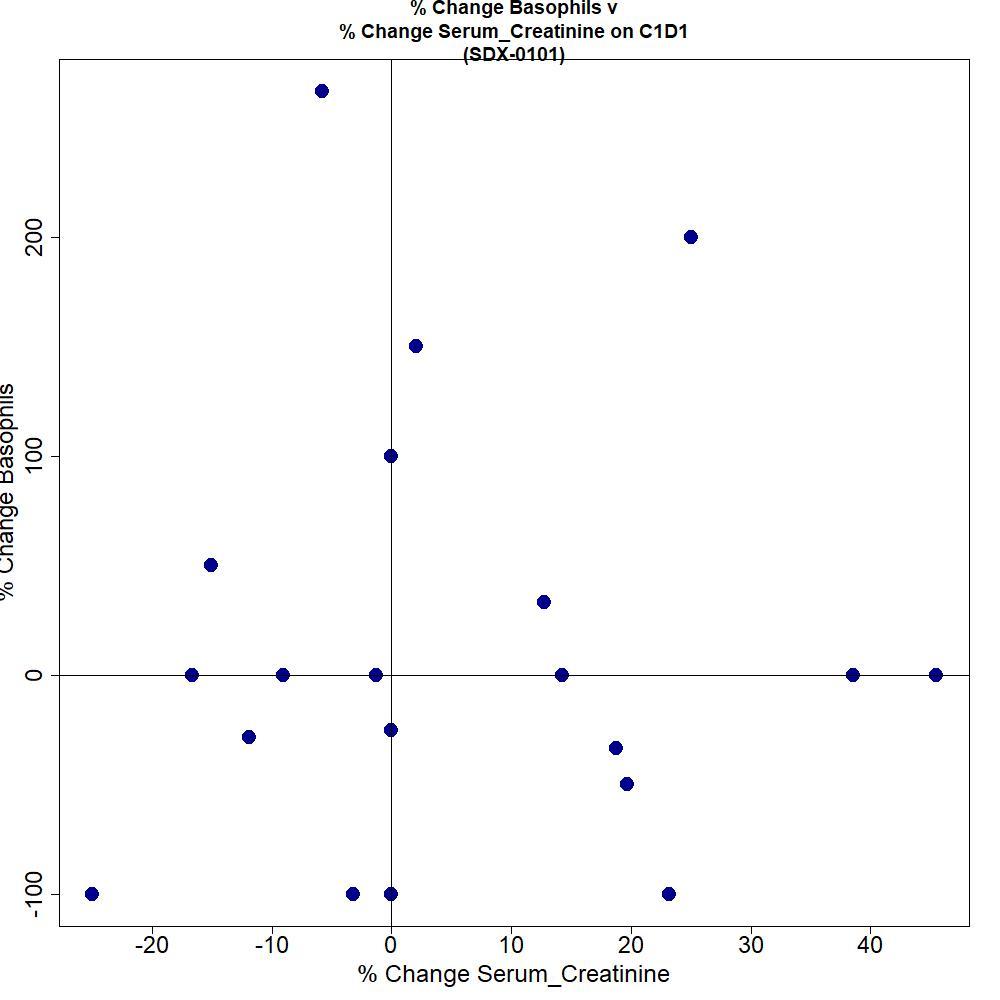 % Change Basophils v
% Change Serum_Creatinine on C1D1
(SDX-0101)
% Change Basophils
200
100
0
-100
-20
-10
0
10
20
30
40
% Change Serum_Creatinine